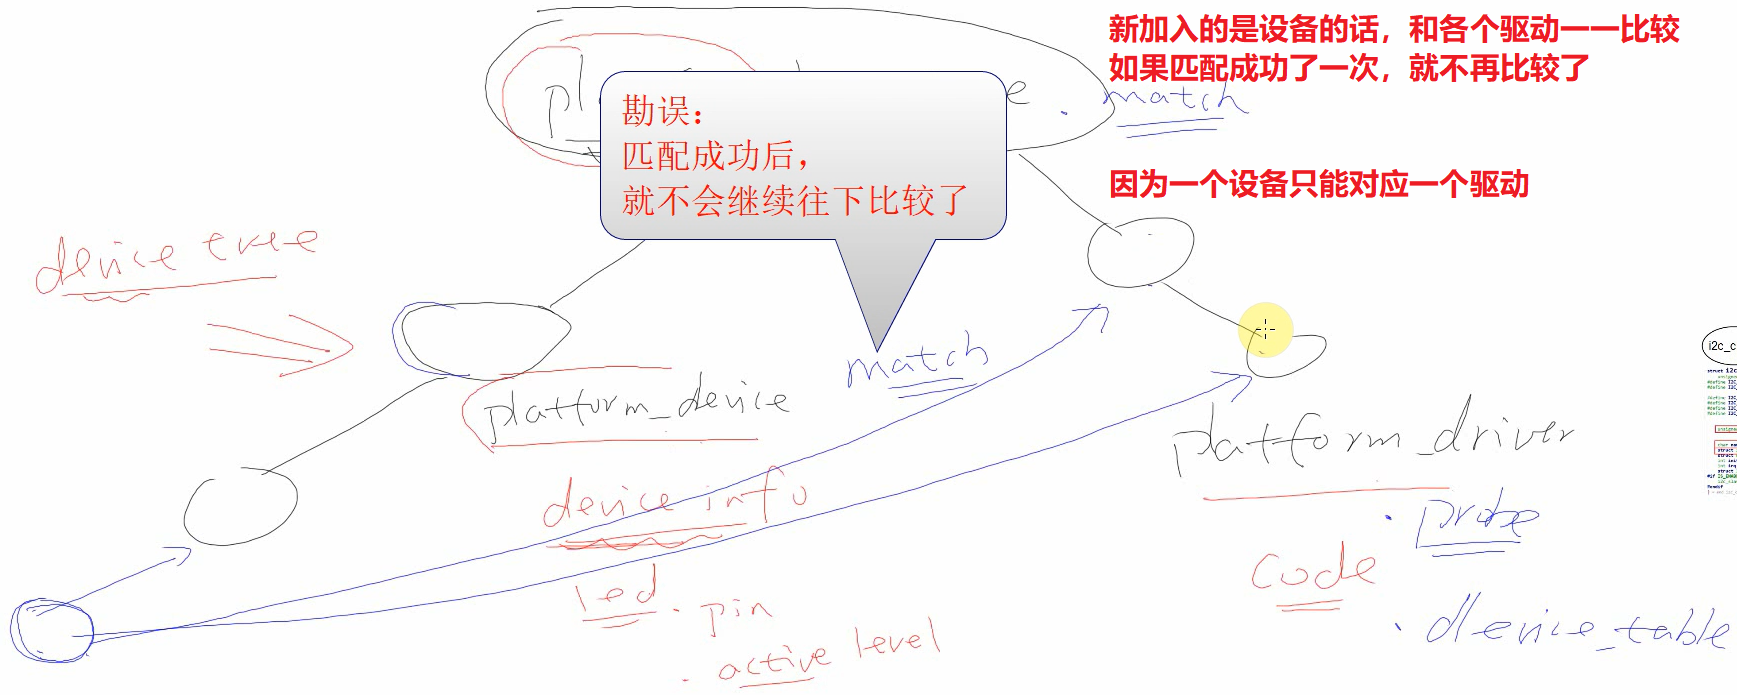 新加入的是设备的话，和各个驱动一一比较
如果匹配成功了一次，就不再比较了
pl
e
. match
勘误：
匹配成功后，
就不会继续往下比较了
因为一个设备只能对应一个驱动
device tree
match
platform_device
platform_driver
device info
. probe
led
code
. pin
. device_table
. active level
i2c_c
struct i2c